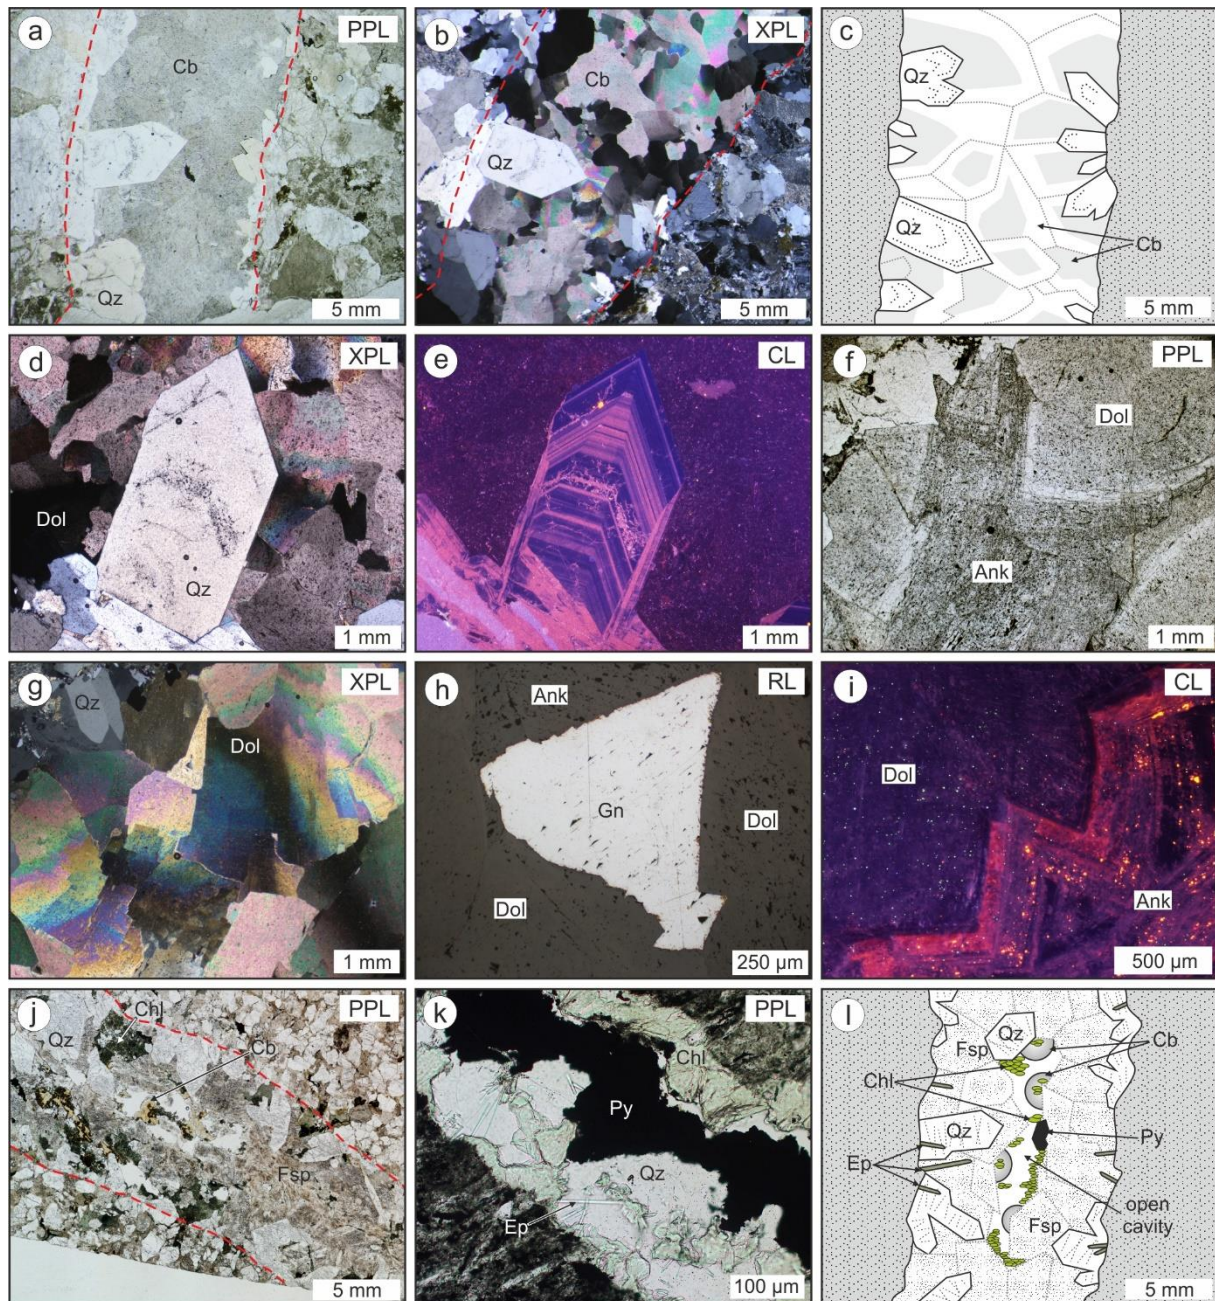 a PPL
Cb
Qz
5 mm
b XPL
Cb
Qz
5 mm
c
Qz
Qz
Cb
5 mm
d XPL
Dol
Qz
1 mm
e CL
1 mm
f PPL
Dol
Ank
1 mm
g XPL
Qz
Dol
1 mm
h RL
Ank
Gn
Dol
Dol
250 µm
i CL
Dol
Ank
500 µm
j PPL
Chl
Qz
Cb
Fsp
5 mm
k PPL
Chl
Py
Qz
Ep
100 µm
l
Qz
Cb
Fsp
Chl
Qz
Py
Ep
open
cavity
Fsp
5 mm